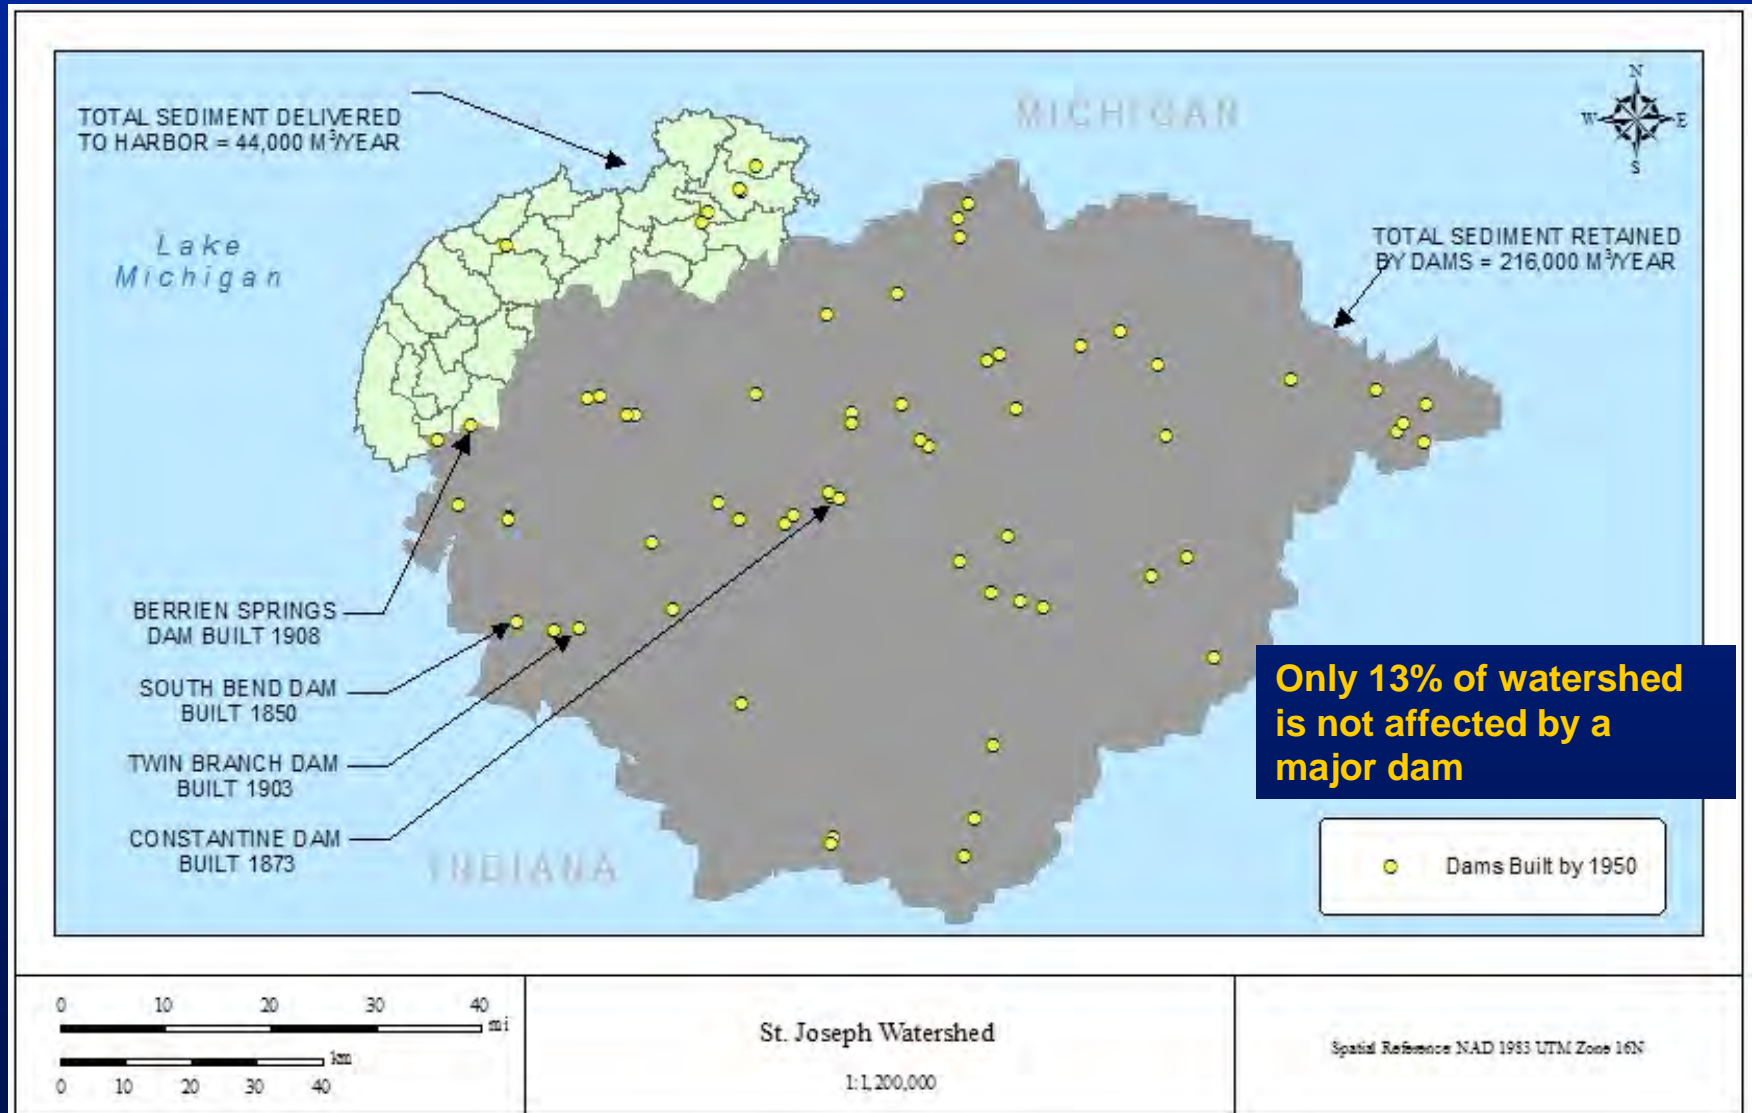 MICHIGAN
N
W E
S
TOTAL SEDIMENT DELIVERED
TO HARBOR = 44,000 M³/YEAR
Lake
Michigan
TOTAL SEDIMENT RETAINED
BY DAMS = 216,000 M³/YEAR
BERRIEN SPRINGS
DAM BUILT 1908
SOUTH BEND DAM
BUILT 1850
TWIN BRANCH DAM
BUILT 1903
CONSTANTINE DAM
BUILT 1873
INDIANA
Only 13% of watershed
is not affected by a
major dam
Dams Built by 1950
0 10 20 30 40
mi
km
0 10 20 30 40
St. Joseph Watershed
1:1,200,000
Spatial Reference NAD 1983 UTM Zone 16N